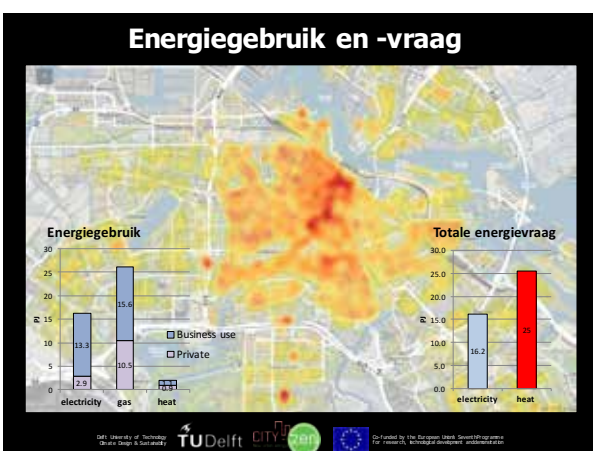 Energiegebruik en -vraag
Energiegebruik
30
25
20
15
10
5
0
PJ
13.3
2.9
15.6
10.5
electricity
gas
heat
Business use
Private
Totale energievraag
30.0
25.0
20.0
15.0
10.0
5.0
0.0
PJ
16.2
25
electricity
heat
Delft University of Technology
Climate Design & Sustainability
TU Delft
CITY
zen
Co-funded by the European Union's Seventh Programme
For research, technological development and demonstration